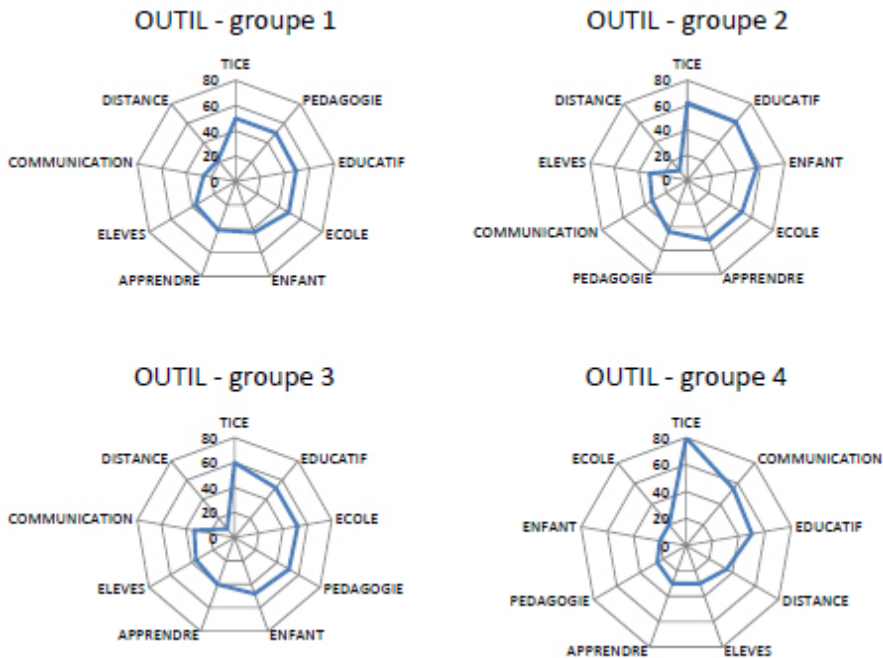 OUTIL - groupe 1
TICE
80
60
40
20
0
PEDAGOGIE
EDUCATIF
ECOLE
ENFANT
APPRENDRE
ELEVES
COMMUNICATION
DISTANCE
OUTIL - groupe 2
TICE
80
60
40
20
0
EDUCATIF
ENFANT
ECOLE
APPRENDRE
PEDAGOGIE
COMMUNICATION
ELEVES
DISTANCE
OUTIL - groupe 3
TICE
80
60
40
20
0
EDUCATIF
ECOLE
PEDAGOGIE
ENFANT
APPRENDRE
ELEVES
COMMUNICATION
DISTANCE
OUTIL - groupe 4
TICE
80
60
40
20
0
COMMUNICATION
EDUCATIF
DISTANCE
ELEVES
APPRENDRE
PEDAGOGIE
ENFANT
ECOLE